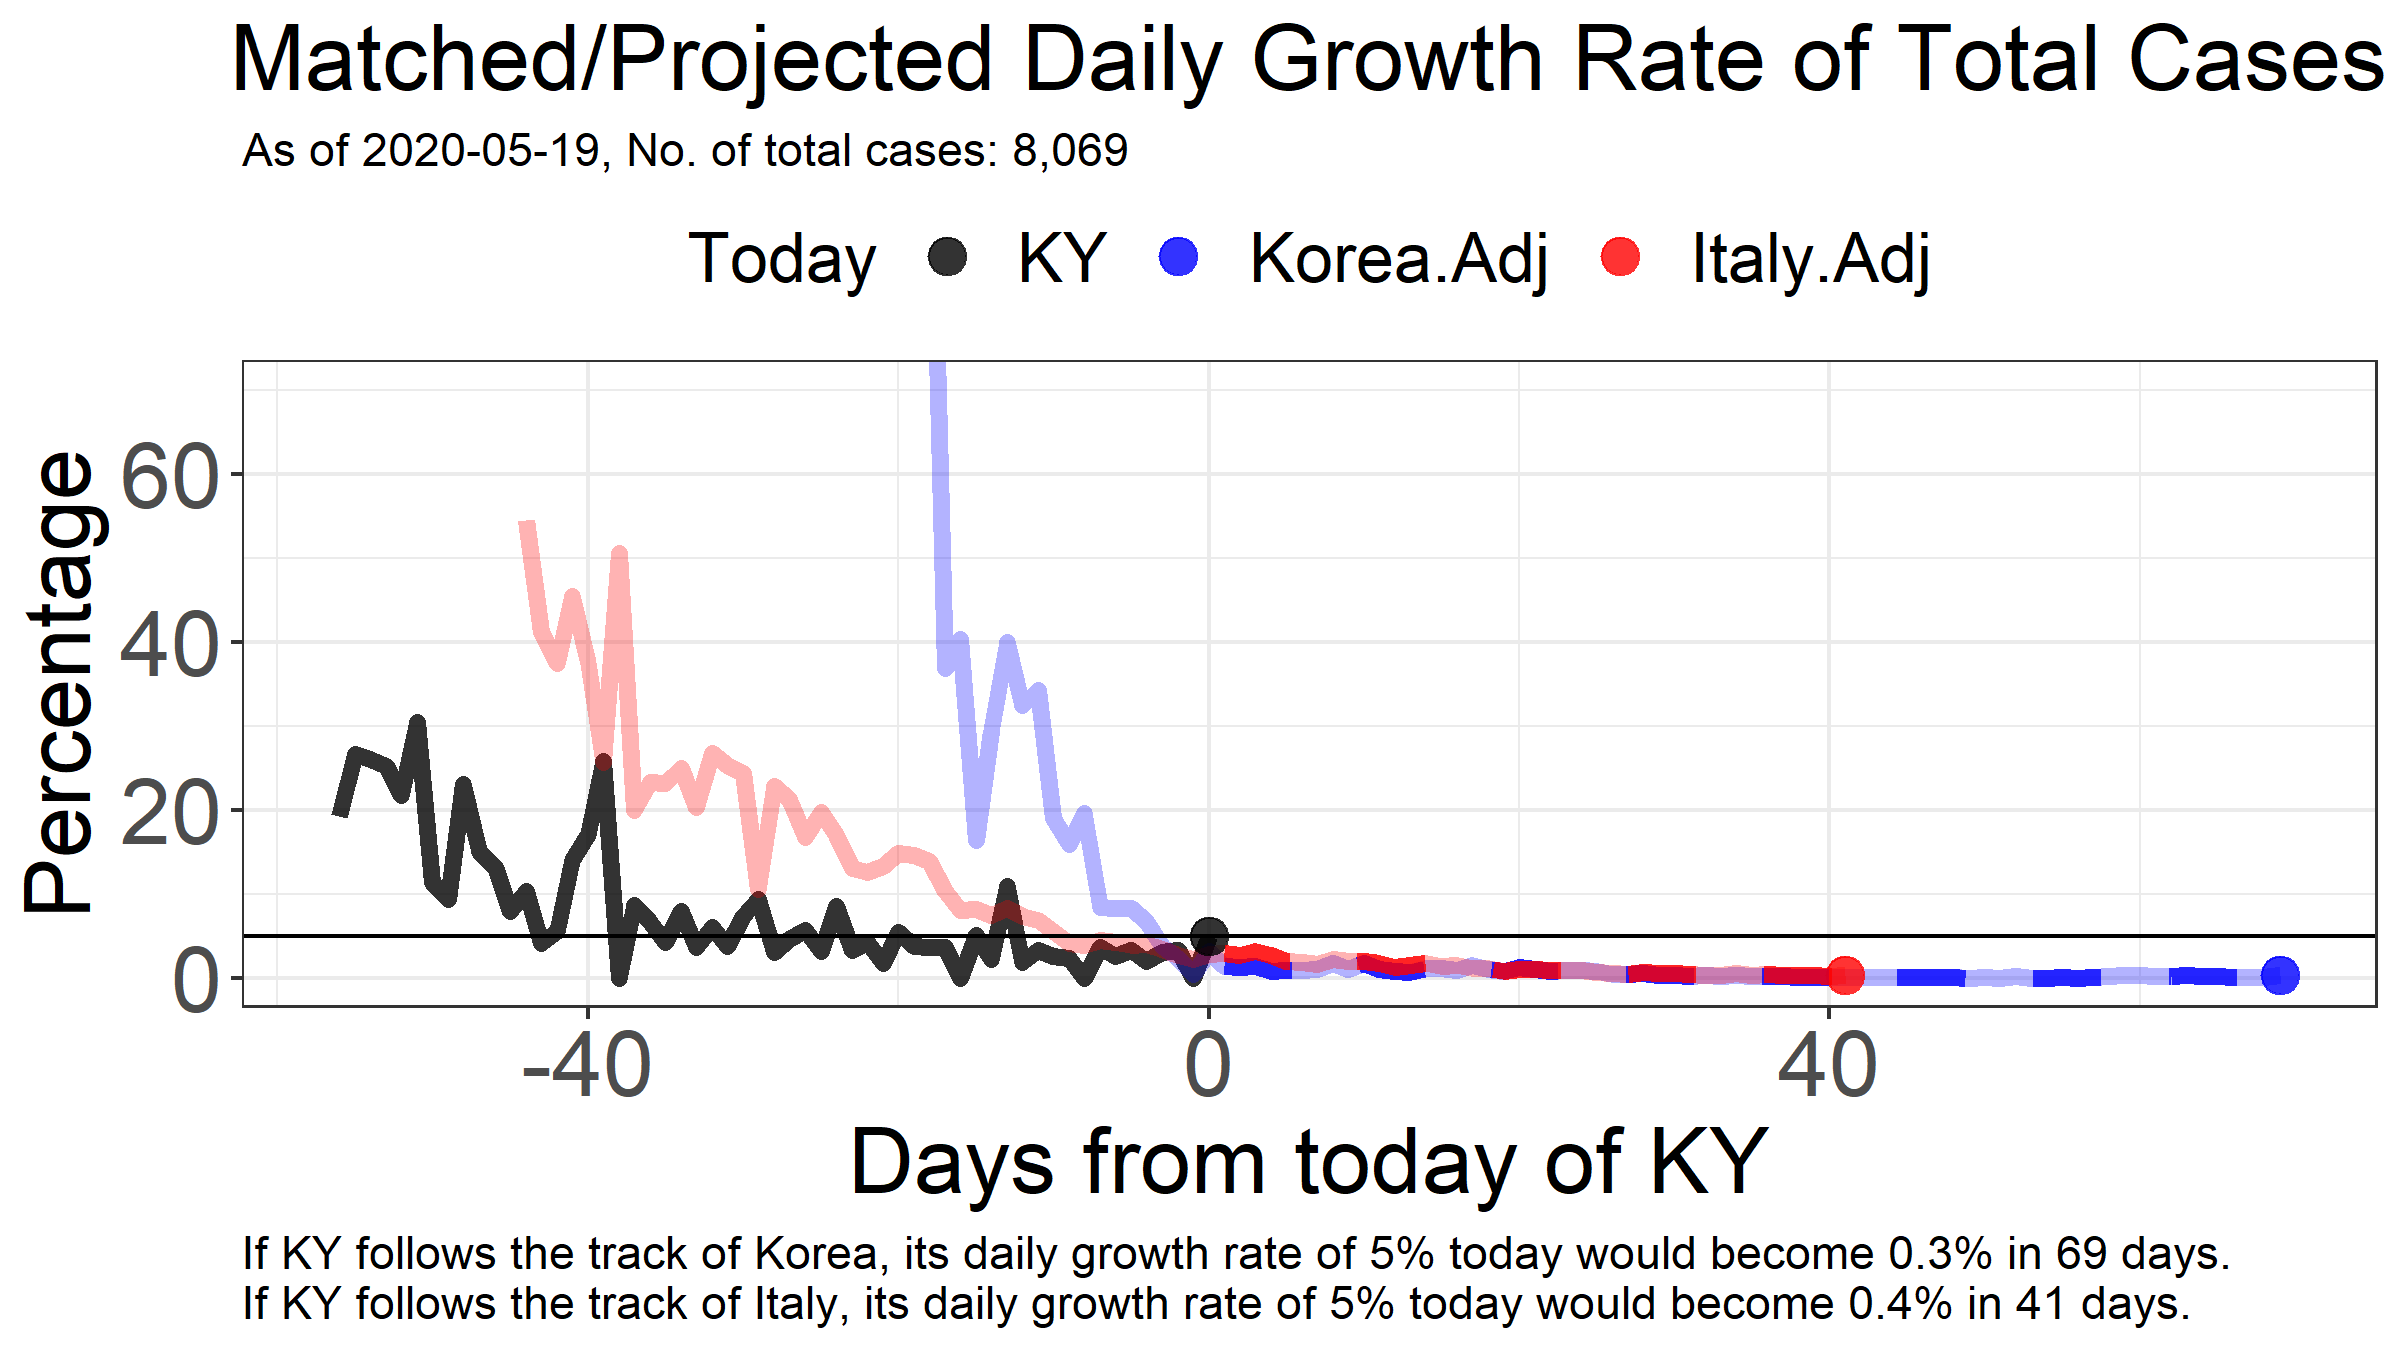 Matched/Projected Daily Growth Rate of Total Cases
As of 2020-05-19, No. of total cases: 8,069
Today KY Korea.Adj Italy.Adj
Percentage
60
40
20
0
-40 0 40
Days from today of KY
If KY follows the track of Korea, its daily growth rate of 5% today would become 0.3% in 69 days.
If KY follows the track of Italy, its daily growth rate of 5% today would become 0.4% in 41 days.